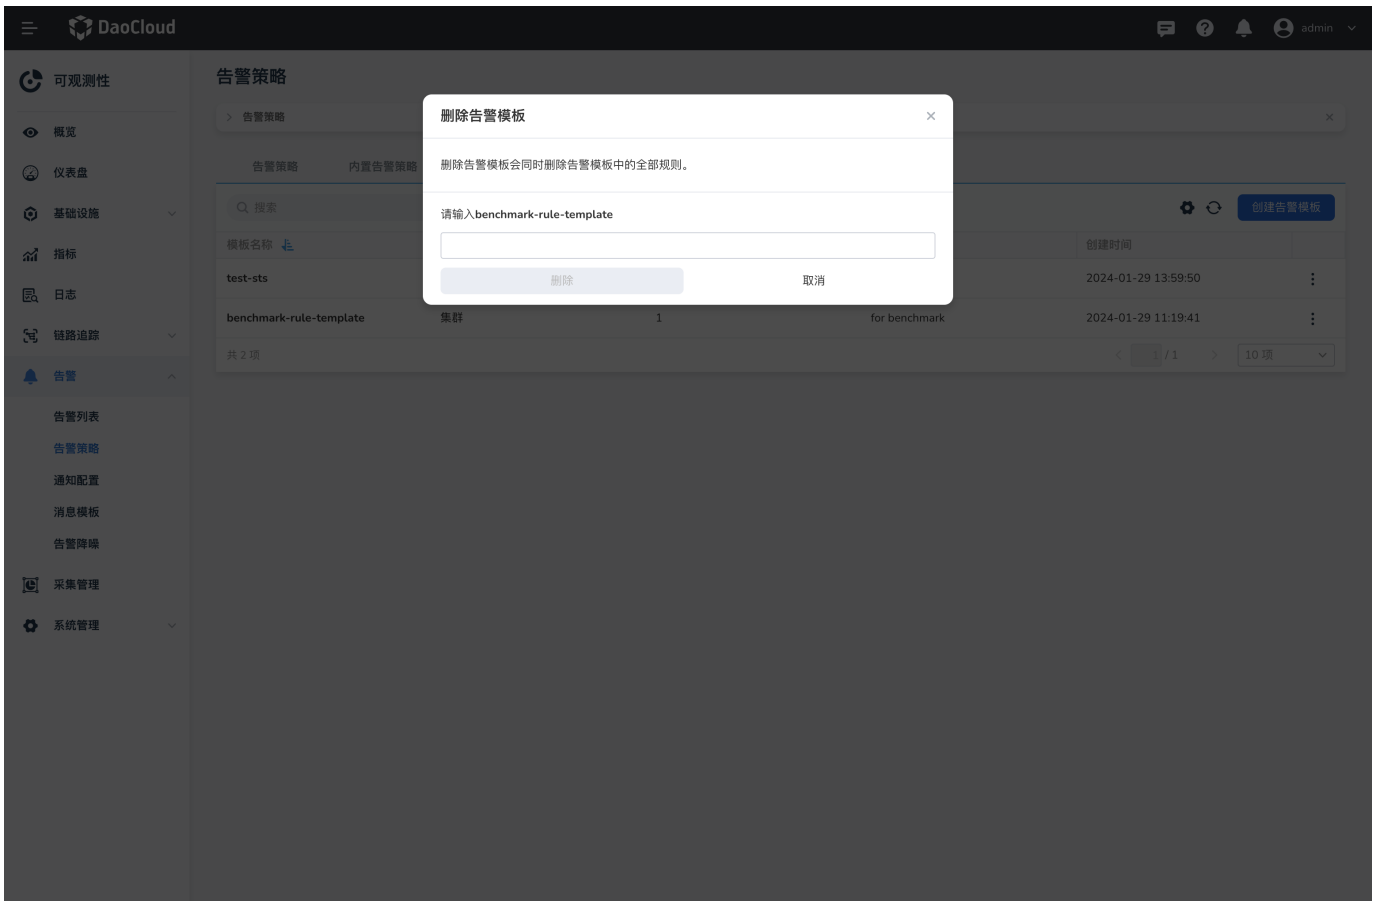 DaoCloud
admin
可观测性
概览
仪表盘
基础设施
指标
日志
链路追踪
告警
告警列表
告警策略
通知配置
消息模板
告警降噪
采集管理
系统管理
告警策略
告警策略
告警策略 内置告警策略
搜索
创建告警模板
模板名称 创建时间
test-sts 2024-01-29 13:59:50
benchmark-rule-template 集群 1 for benchmark 2024-01-29 11:19:41
共 2 项 1 / 1 10 项
删除告警模板
删除告警模板会同时删除告警模板中的全部规则。
请输入benchmark-rule-template
删除 取消